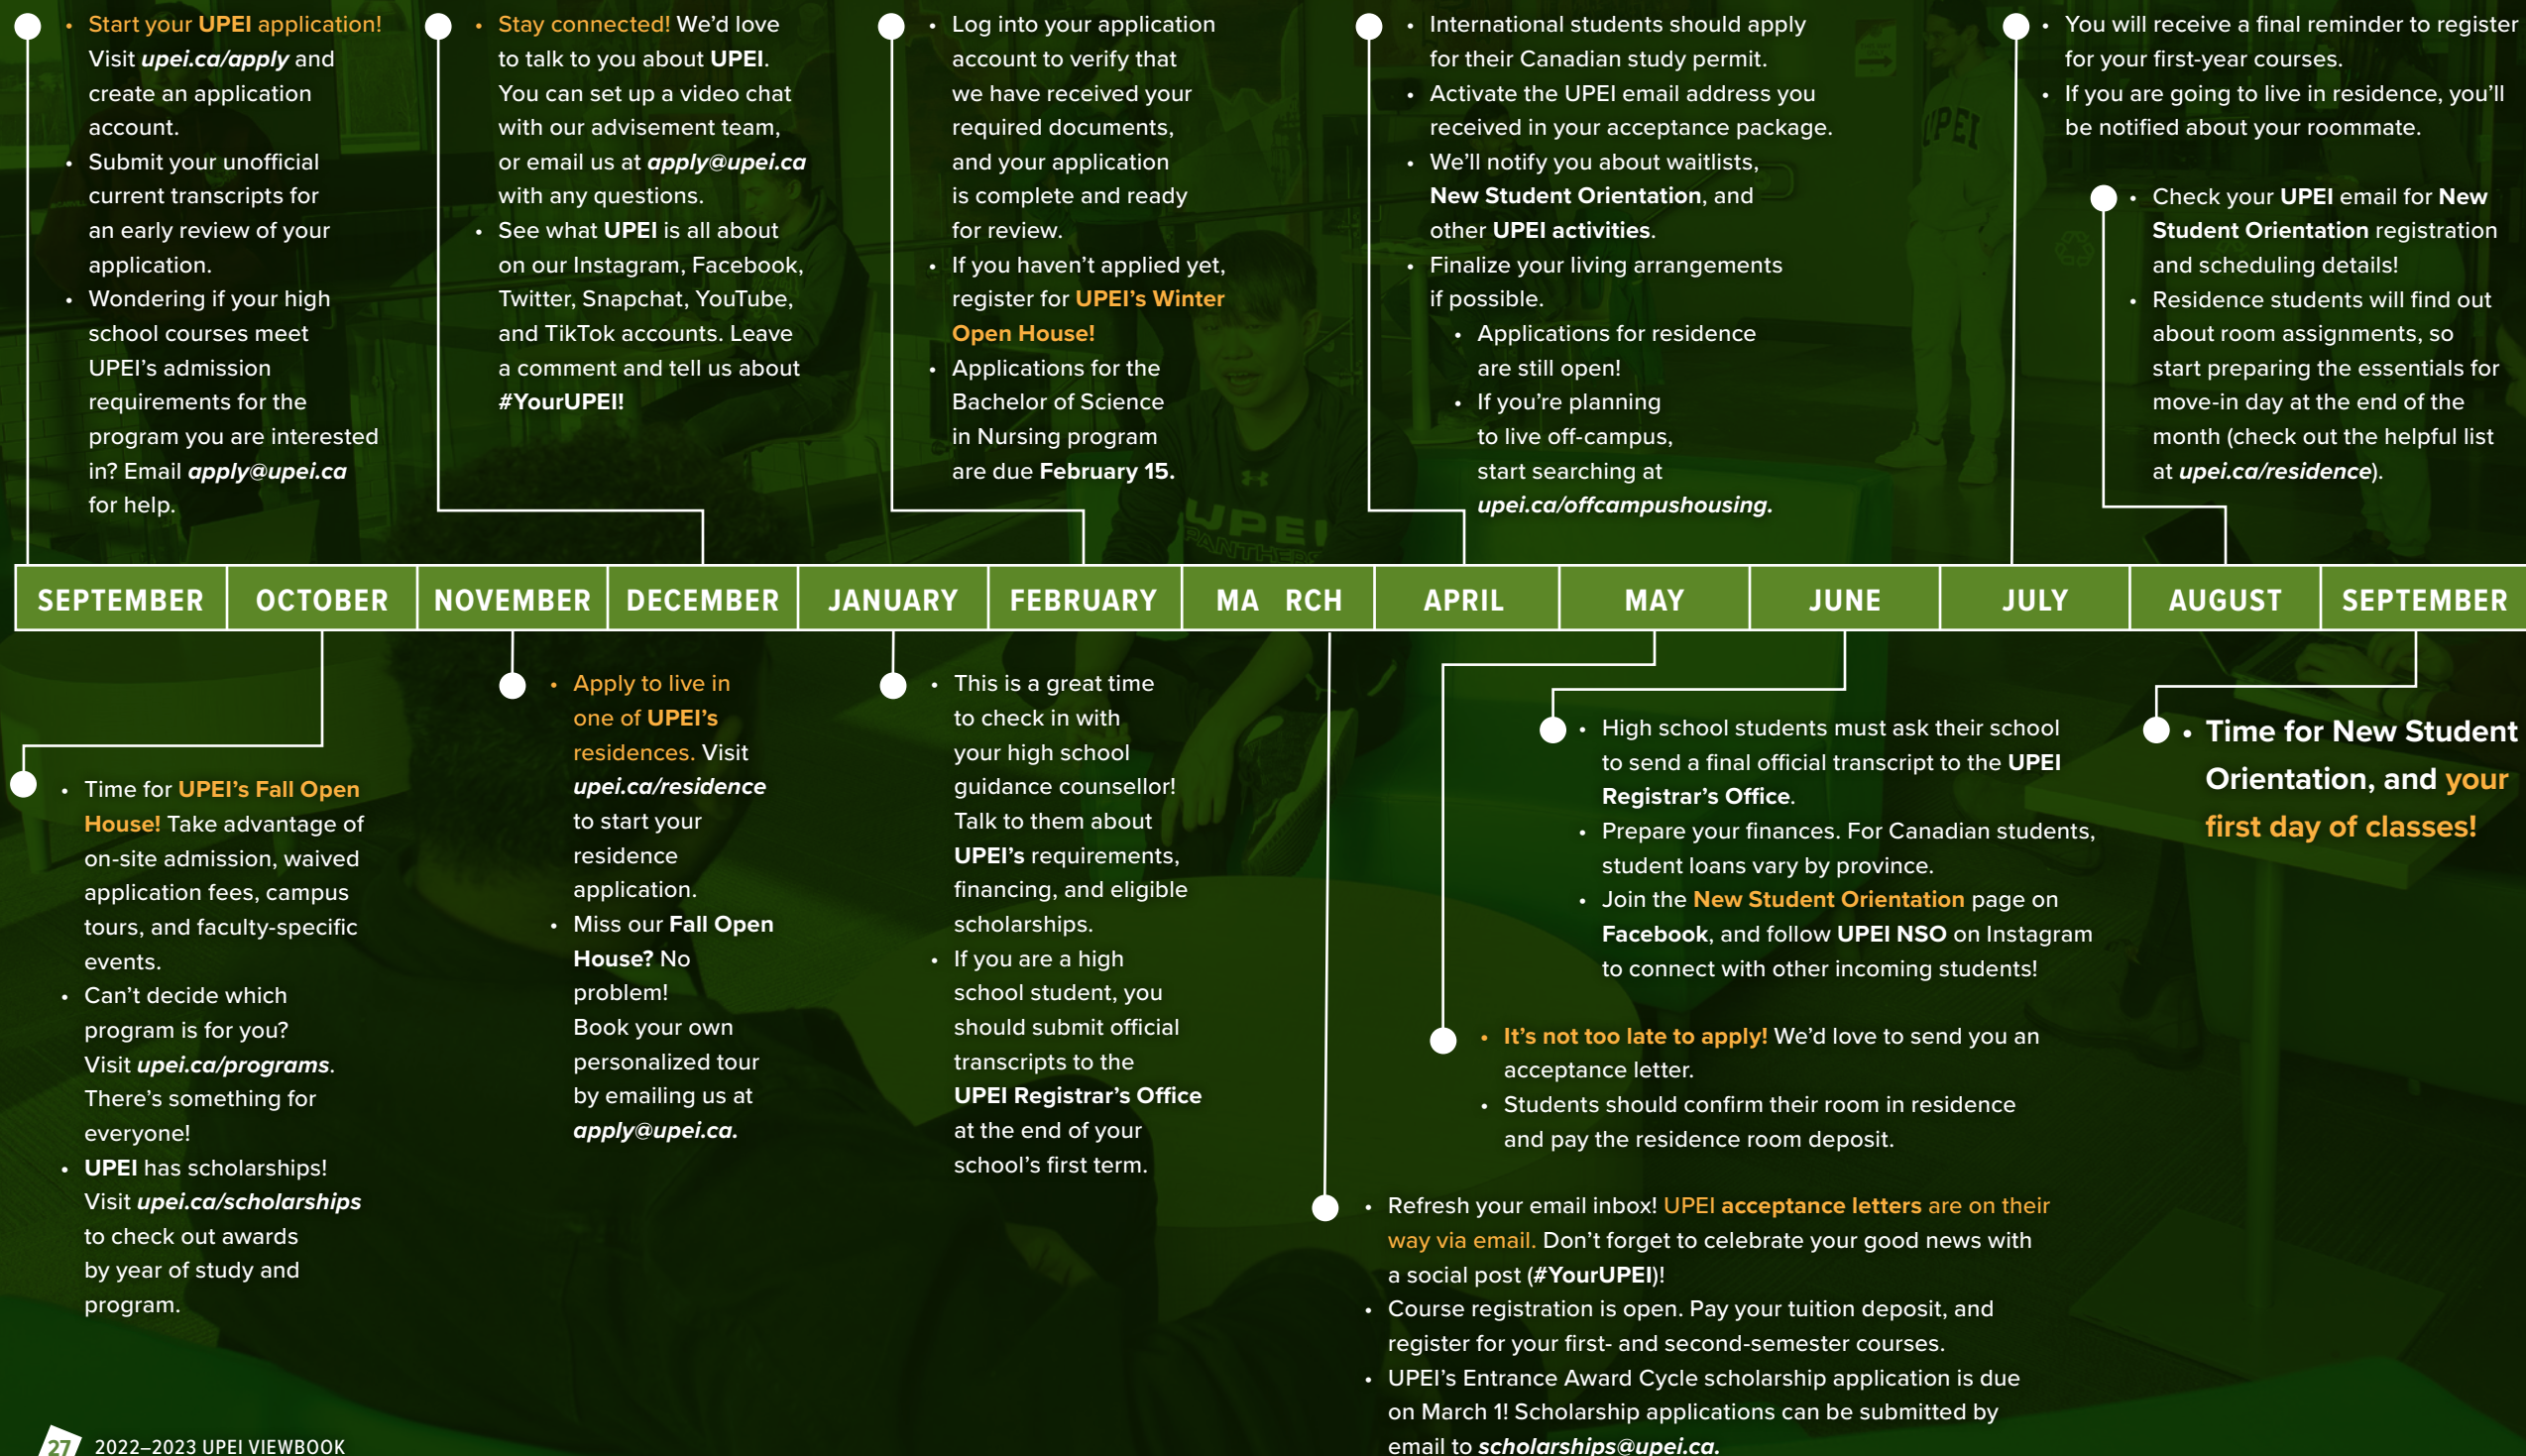 • Start your UPEI application!
Visit upei.ca/apply and
create an application
account.
• Submit your unofficial
current transcripts for
an early review of your
application.
• Wondering if your high
school courses meet
UPEI’s admission
requirements for the
program you are interested
in? Email apply@upei.ca
for help.
• Stay connected! We’d love
to talk to you about UPEI.
You can set up a video chat
with our advisement team,
or email us at apply@upei.ca
with any questions.
• See what UPEI is all about
on our Instagram, Facebook,
Twitter, Snapchat, YouTube,
and TikTok accounts. Leave
a comment and tell us about
#YourUPEI!
• Log into your application
account to verify that
we have received your
required documents,
and your application
is complete and ready
for review.
• If you haven’t applied yet,
register for UPEI’s Winter
Open House!
• Applications for the
Bachelor of Science
in Nursing program
are due February 15.
• International students should apply
for their Canadian study permit.
• Activate the UPEI email address you
received in your acceptance package.
• We’ll notify you about waitlists,
New Student Orientation, and
other UPEI activities.
• Finalize your living arrangements
if possible.
• Applications for residence
are still open!
• If you’re planning
to live off-campus,
start searching at
upei.ca/offcampushousing.
• You will receive a final reminder to register
for your first-year courses.
• If you are going to live in residence, you’ll
be notified about your roommate.
• Check your UPEI email for New
Student Orientation registration
and scheduling details!
• Residence students will find out
about room assignments, so
start preparing the essentials for
move-in day at the end of the
month (check out the helpful list
at upei.ca/residence).
UPEI
UPEI
PANTHERS
SEPTEMBER OCTOBER NOVEMBER DECEMBER JANUARY FEBRUARY MA RCH APRIL MAY JUNE JULY AUGUST SEPTEMBER
• Time for UPEI’s Fall Open
House! Take advantage of
on-site admission, waived
application fees, campus
tours, and faculty-specific
events.
• Can’t decide which
program is for you?
Visit upei.ca/programs.
There’s something for
everyone!
• UPEI has scholarships!
Visit upei.ca/scholarships
to check out awards
by year of study and
program.
• Apply to live in
one of UPEI’s
residences. Visit
upei.ca/residence
to start your
residence
application.
• Miss our Fall Open
House? No
problem!
Book your own
personalized tour
by emailing us at
apply@upei.ca.
• This is a great time
to check in with
your high school
guidance counsellor!
Talk to them about
UPEI’s requirements,
financing, and eligible
scholarships.
• If you are a high
school student, you
should submit official
transcripts to the
UPEI Registrar’s Office
at the end of your
school’s first term.
• High school students must ask their school
to send a final official transcript to the UPEI
Registrar’s Office.
• Prepare your finances. For Canadian students,
student loans vary by province.
• Join the New Student Orientation page on
Facebook, and follow UPEI NSO on Instagram
to connect with other incoming students!
• Time for New Student
Orientation, and your
first day of classes!
• It’s not too late to apply! We’d love to send you an
acceptance letter.
• Students should confirm their room in residence
and pay the residence room deposit.
• Refresh your email inbox! UPEI acceptance letters are on their
way via email. Don’t forget to celebrate your good news with
a social post (#YourUPEI)!
• Course registration is open. Pay your tuition deposit, and
register for your first- and second-semester courses.
• UPEI’s Entrance Award Cycle scholarship application is due
on March 1! Scholarship applications can be submitted by
email to scholarships@upei.ca.
27 2022–2023 UPEI VIEWBOOK